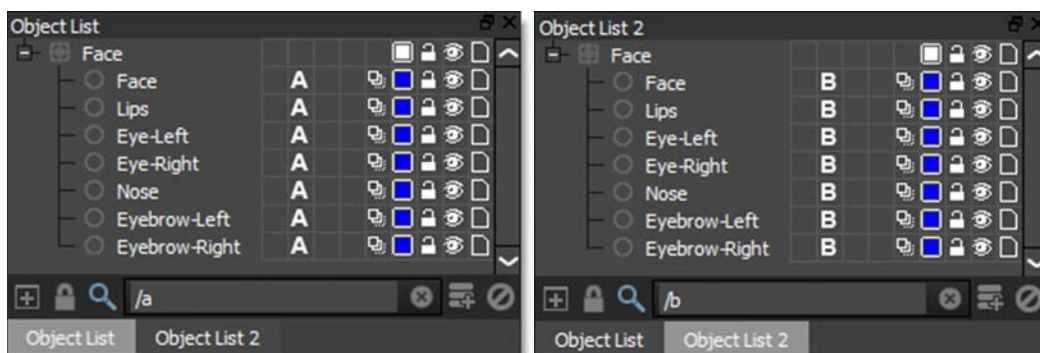 Object List
Face
Face A
Lips A
Eye-Left A
Eye-Right A
Nose A
Eyebrow-Left A
Eyebrow-Right A
/a
Object List Object List 2
Object List 2
Face
Face B
Lips B
Eye-Left B
Eye-Right B
Nose B
Eyebrow-Left B
Eyebrow-Right B
/b
Object List Object List 2